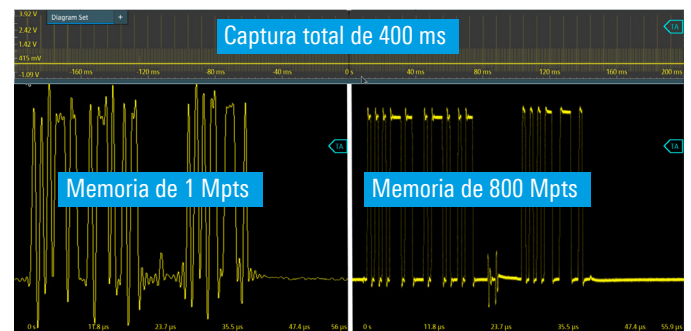 3.92 V
Diagram Set +
2.42 V
1.42 V
415 mV
-1.09 V
Captura total de 400 ms
TA
-160 ms -120 ms -80 ms -40 ms 0 s 40 ms 80 ms 120 ms 160 ms 200 ms
TA TA
Memoria de 1 Mpts
Memoria de 800 Mpts
0 s 11.8 µs 23.7 µs 35.5 µs 47.4 µs 56 µs
0 s 11.8 µs 23.7 µs 35.5 µs 47.4 µs 55.9 µs